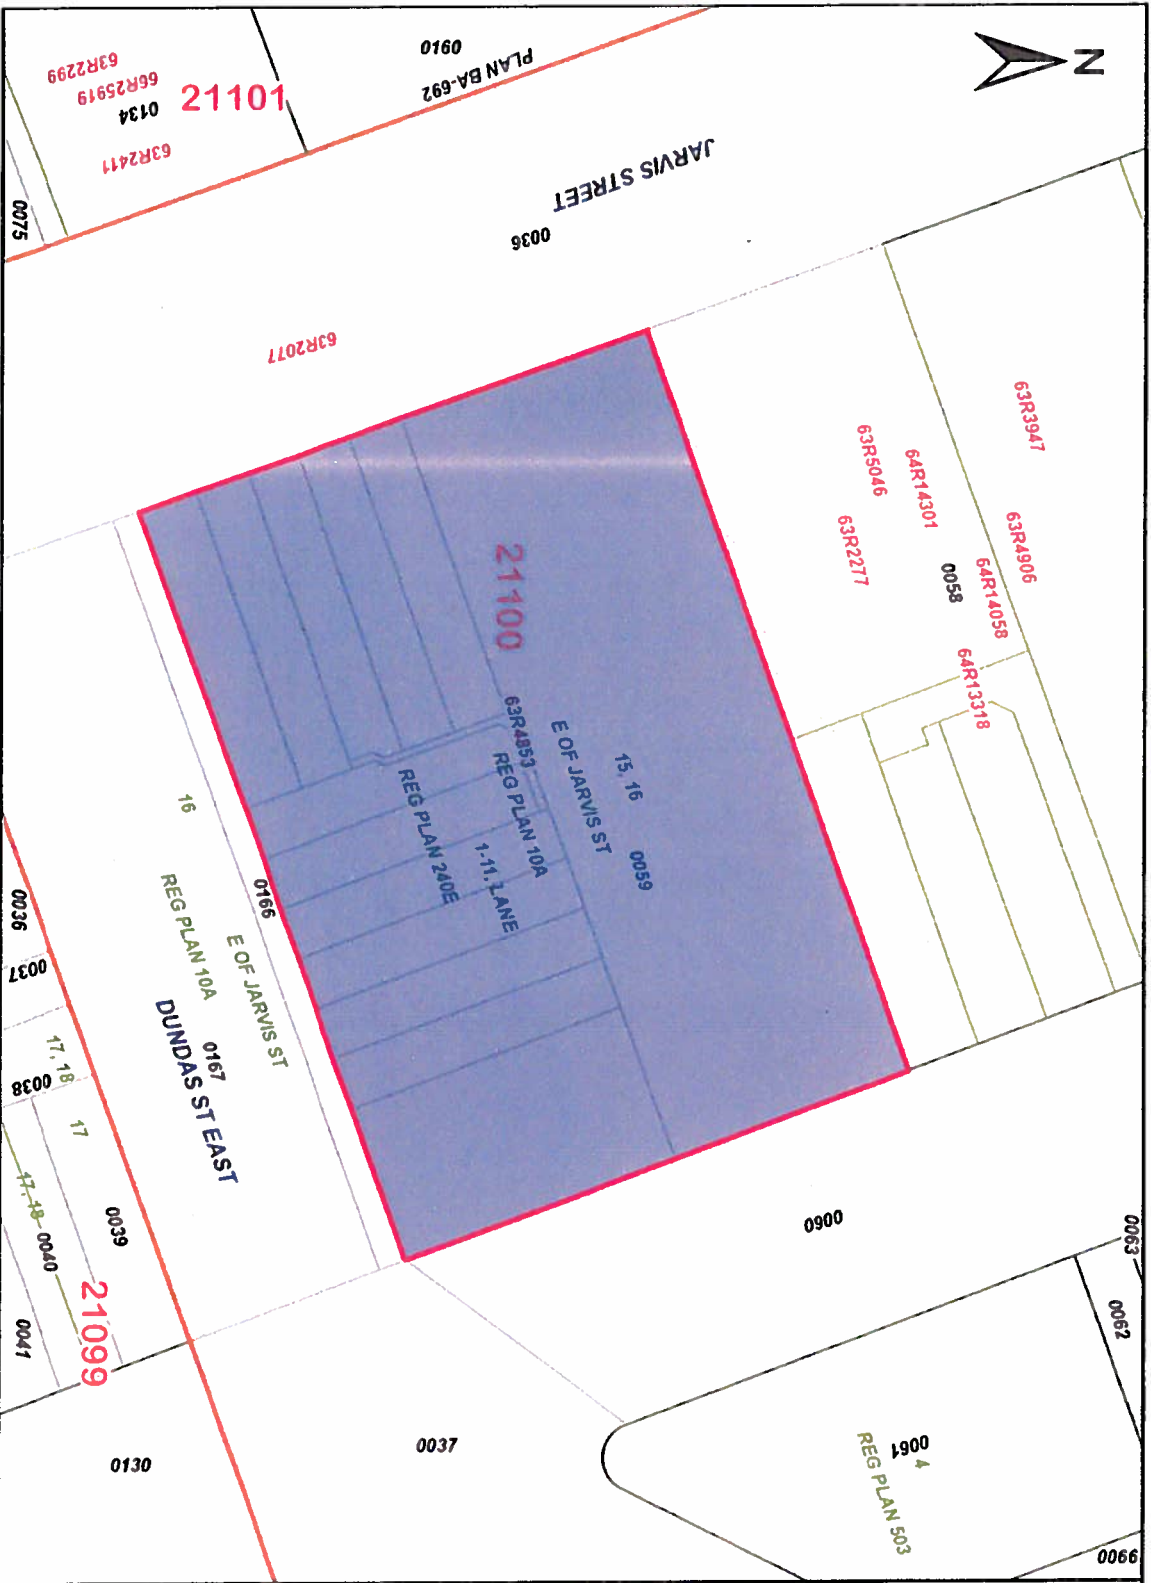 N
63R2299
66R25919
0134
63R2411
21101
0910
PLAN BA-692
0075
JARVIS STREET
0036
63R2077
63R3947
63R5046
64R14301
63R4906
63R2277
0058
64R14058
64R13318
21100
63R4853
E OF JARVIS ST
15, 16
0059
REG PLAN 10A
1-11, LANE
REG PLAN 240E
16
REG PLAN 10A
0166
E OF JARVIS ST
0167
DUNDAS ST EAST
0036
0037
17, 18
0038
17
0039
17, 18
0040
0041
21099
0130
0037
0060
0063
0062
0061
4
REG PLAN 503
0066